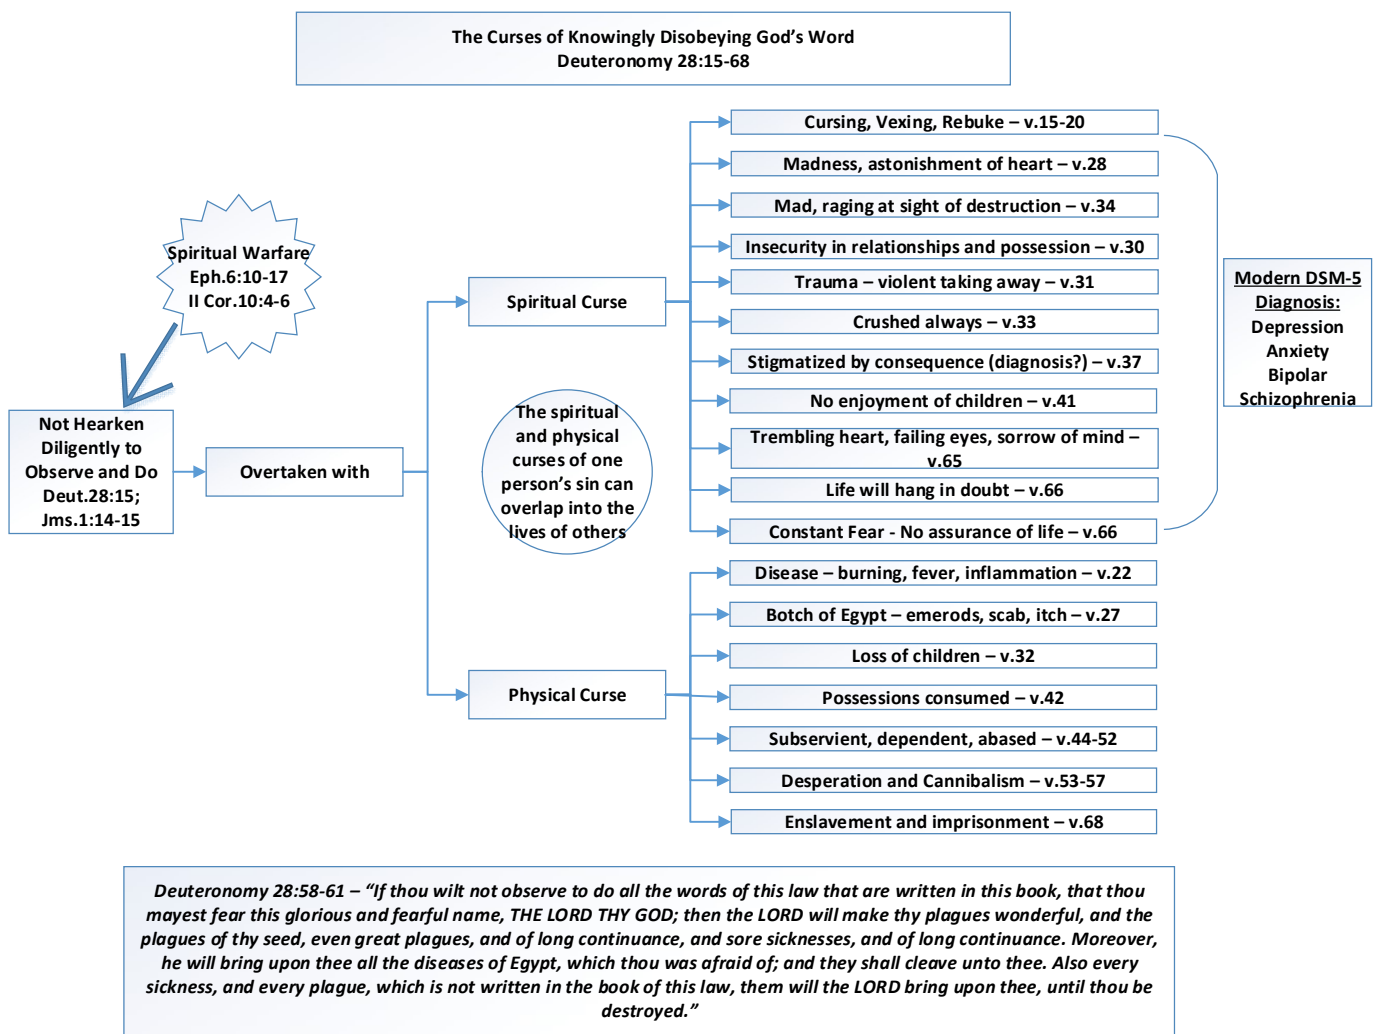 The Curses of Knowingly Disobeying God's Word
Deuteronomy 28:15-68
Spiritual Warfare
Eph.6:10-17
II Cor.10:4-6
Not Hearken
Diligently to
Observe and Do
Deut.28:15;
Jms.1:14-15
Overtaken with
Spiritual Curse
The spiritual
and physical
curses of one
person's sin can
overlap into the
lives of others
Physical Curse
Cursing, Vexing, Rebuke – v.15-20
Madness, astonishment of heart – v.28
Mad, raging at sight of destruction – v.34
Insecurity in relationships and possession – v.30
Trauma – violent taking away – v.31
Crushed always – v.33
Stigmatized by consequence (diagnosis?) – v.37
No enjoyment of children – v.41
Trembling heart, failing eyes, sorrow of mind –
v.65
Life will hang in doubt – v.66
Constant Fear - No assurance of life – v.66
Disease – burning, fever, inflammation – v.22
Botch of Egypt – emerods, scab, itch – v.27
Loss of children – v.32
Possessions consumed – v.42
Subservient, dependent, abased – v.44-52
Desperation and Cannibalism – v.53-57
Enslavement and imprisonment – v.68
Modern DSM-5
Diagnosis:
Depression
Anxiety
Bipolar
Schizophrenia
Deuteronomy 28:58-61 – "If thou wilt not observe to do all the words of this law that are written in this book, that thou
mayest fear this glorious and fearful name, THE LORD THY GOD; then the LORD will make thy plagues wonderful, and the
plagues of thy seed, even great plagues, and of long continuance, and sore sicknesses, and of long continuance. Moreover,
he will bring upon thee all the diseases of Egypt, which thou was afraid of; and they shall cleave unto thee. Also every
sickness, and every plague, which is not written in the book of this law, them will the LORD bring upon thee, until thou be
destroyed."